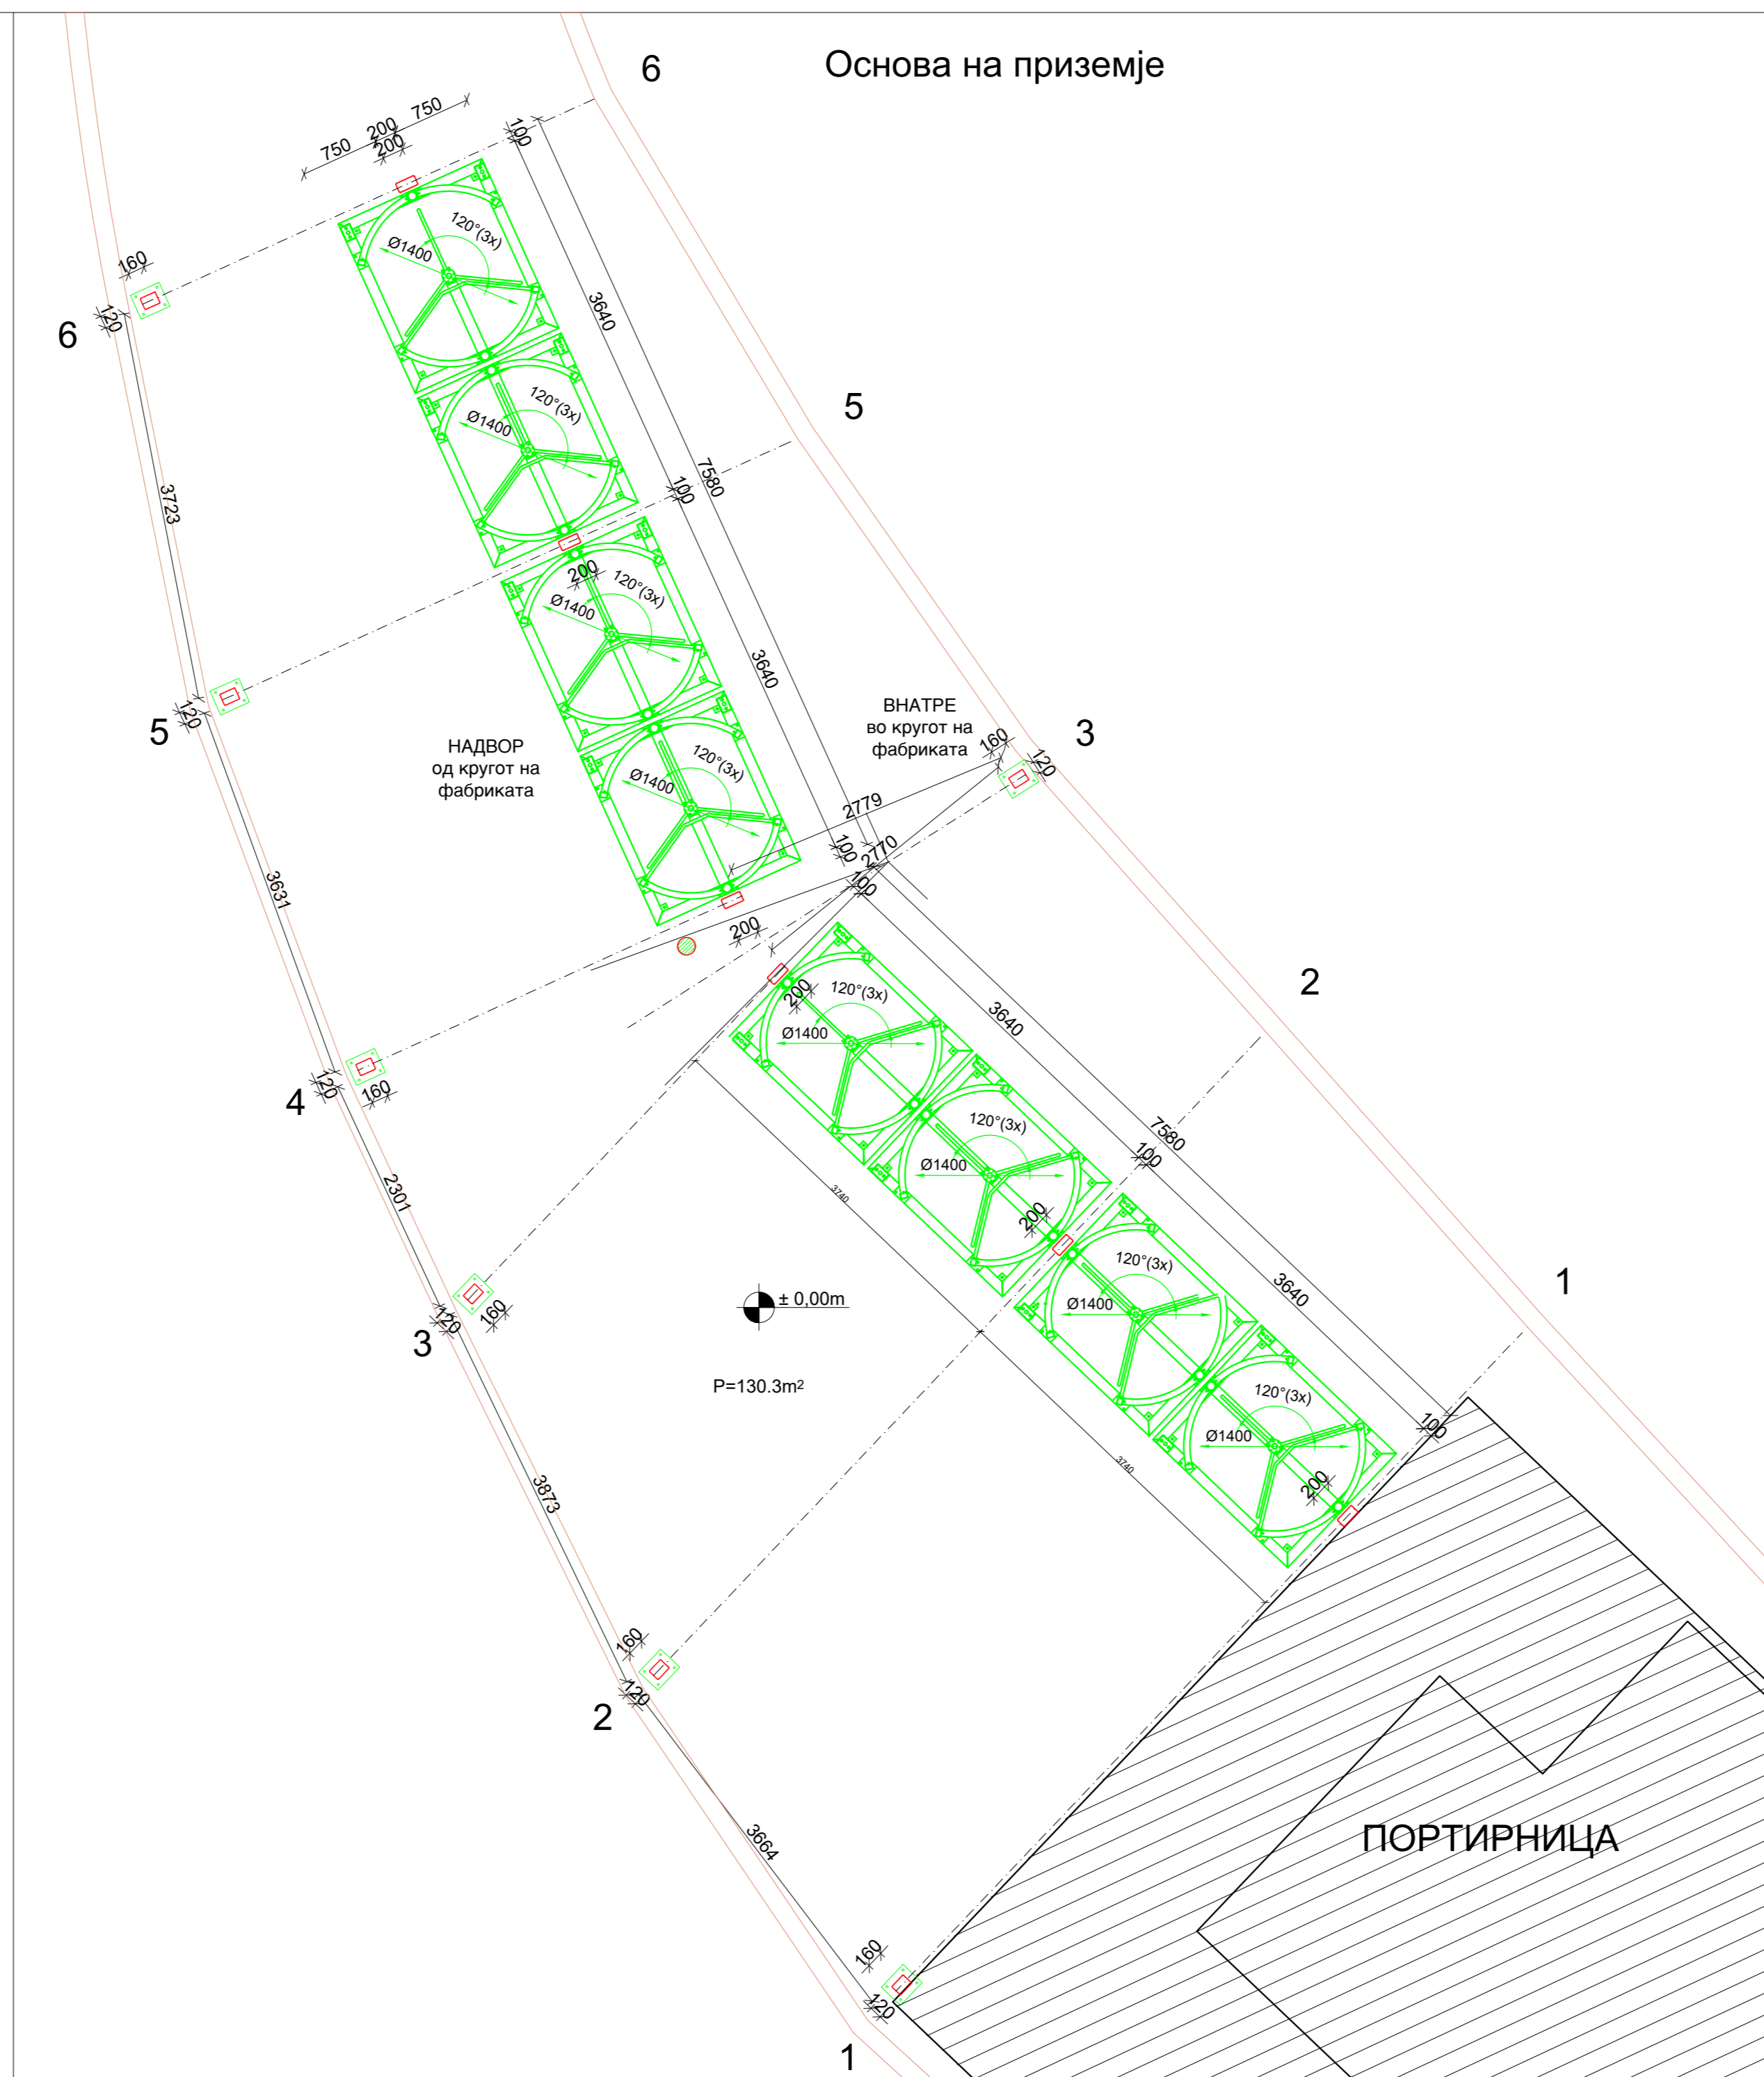 Основа на приземје
6
750
200
750
200
100
120°(3x)
Ø1400
160
120
6
3640
5
120°(3x)
Ø1400
7580
100
3723
200
120°(3x)
Ø1400
3640
120
5
ВНАТРЕ
во кругот на
фабриката
160
3
120
НАДВОР
од кругот на
фабриката
120°(3x)
Ø1400
2779
100
2770
100
3631
200
2
200
120°(3x)
Ø1400
3640
120
160
4
120°(3x)
Ø1400
7580
100
2301
3740
200
120°(3x)
Ø1400
3640
1
± 0,00m
160
120
3
P=130.3m²
120°(3x)
Ø1400
100
3740
200
3873
160
120
2
3664
ПОРТИРНИЦА
160
120
1